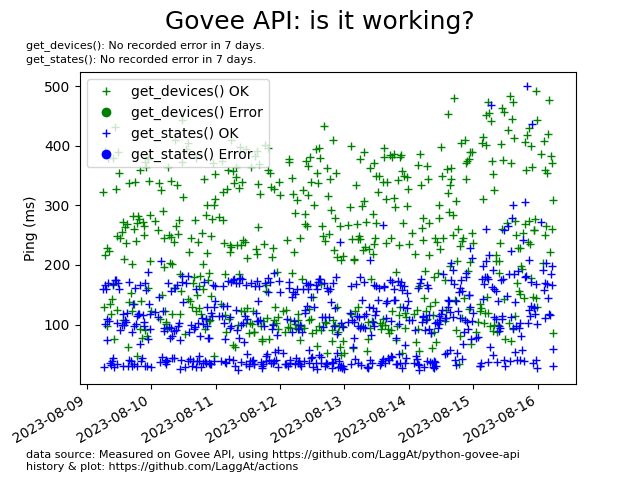 Govee API: is it working?
get_devices(): No recorded error in 7 days.
get_states(): No recorded error in 7 days.
get_devices() OK
get_devices() Error
get_states() OK
get_states() Error
Ping (ms)
500
400
300
200
100
2023-08-09
2023-08-10
2023-08-11
2023-08-12
2023-08-13
2023-08-14
2023-08-15
2023-08-16
data source: Measured on Govee API, using https://github.com/LaggAt/python-govee-api
history & plot: https://github.com/LaggAt/actions